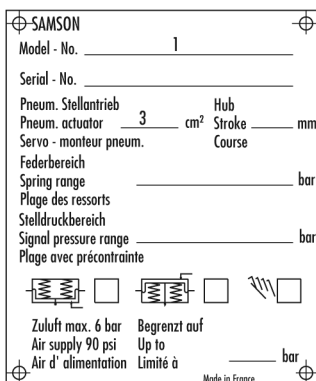 SAMSON
Model - No. 1
Serial - No.
Pneum. Stellantrieb Hub
Pneum. actuator 3 cm² Stroke mm
Servo - monteur pneum. Course
Federbereich
Spring range bar
Plage des ressorts
Stelldruckbereich
Signal pressure range bar
Plage avec précontrainte
Zuluft max. 6 bar Begrenzt auf
Air supply 90 psi Up to
Air d' alimentation Limité à bar
Made in France